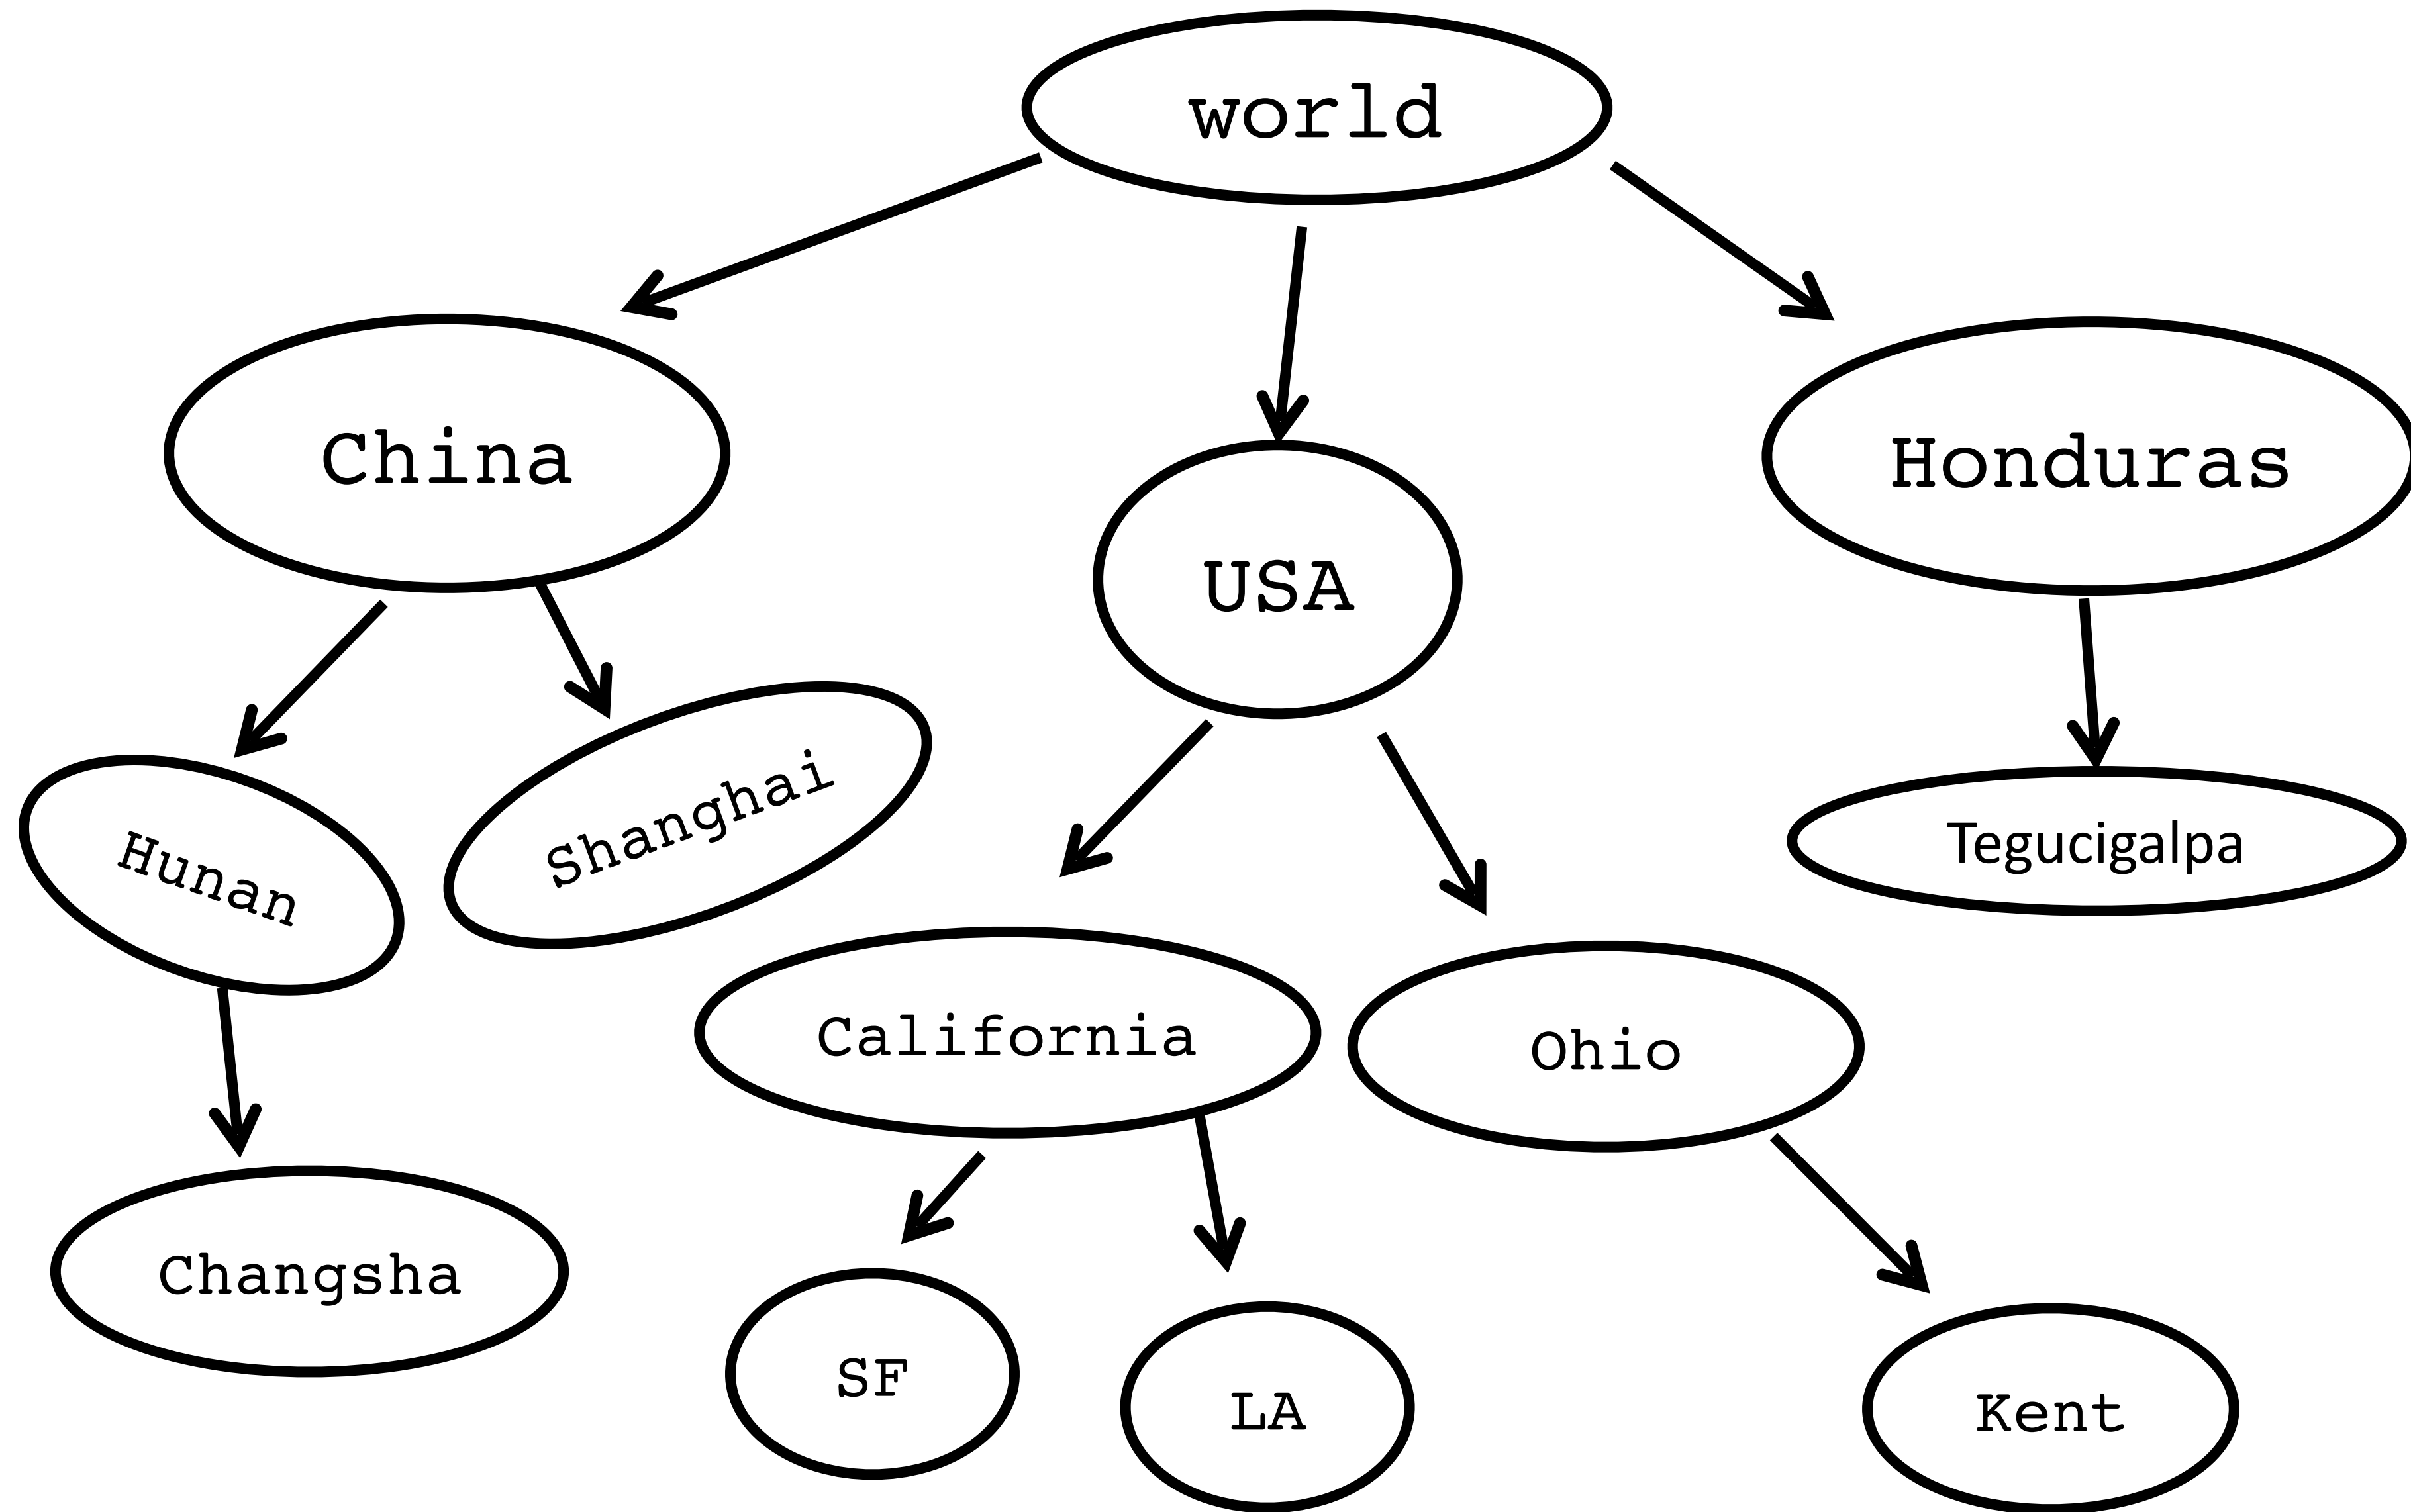 world
China
USA
Honduras
Hunan
Shanghai
California
Ohio
Tegucigalpa
Changsha
SF
LA
Kent